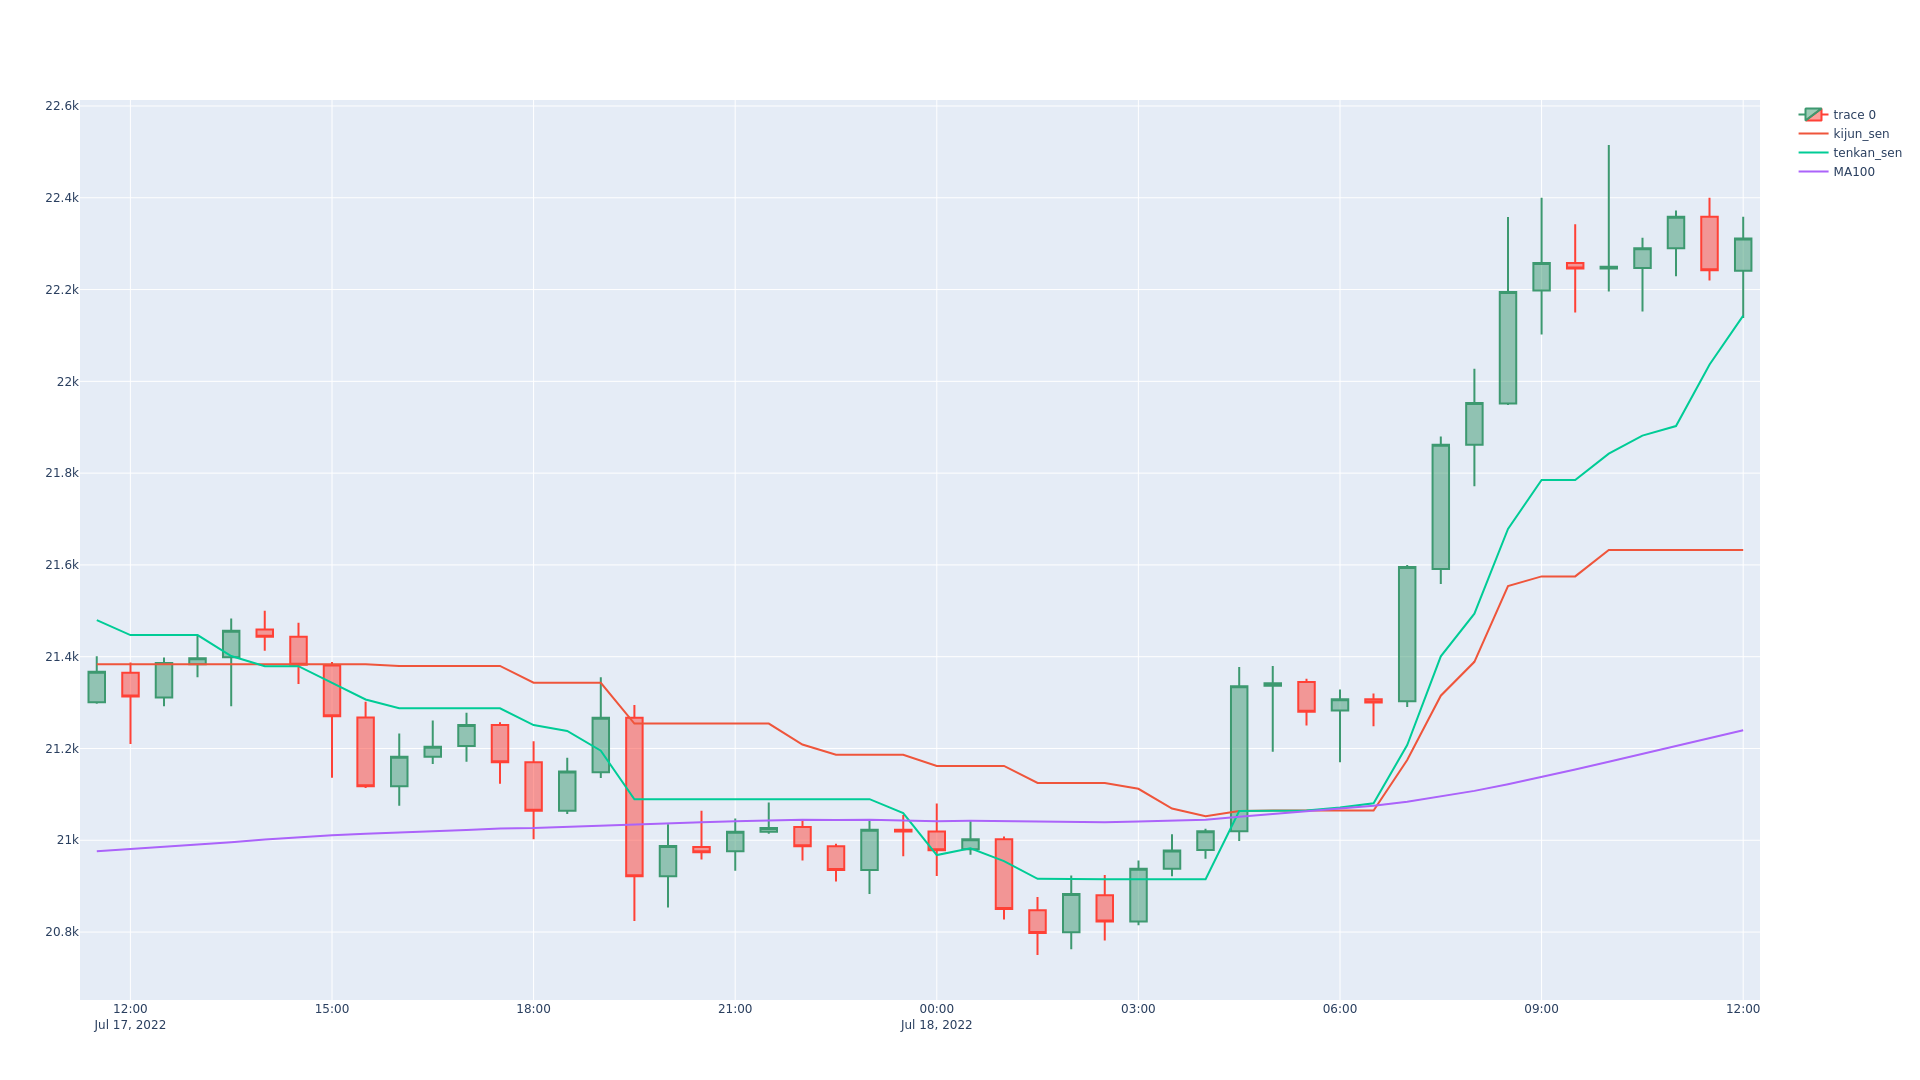 22.6k
22.4k
22.2k
22k
21.8k
21.6k
21.4k
21.2k
21k
20.8k
12:00 15:00 18:00 21:00 00:00 03:00 06:00 09:00 12:00
Jul 17, 2022 Jul 18, 2022
trace 0
kijun_sen
tenkan_sen
MA100